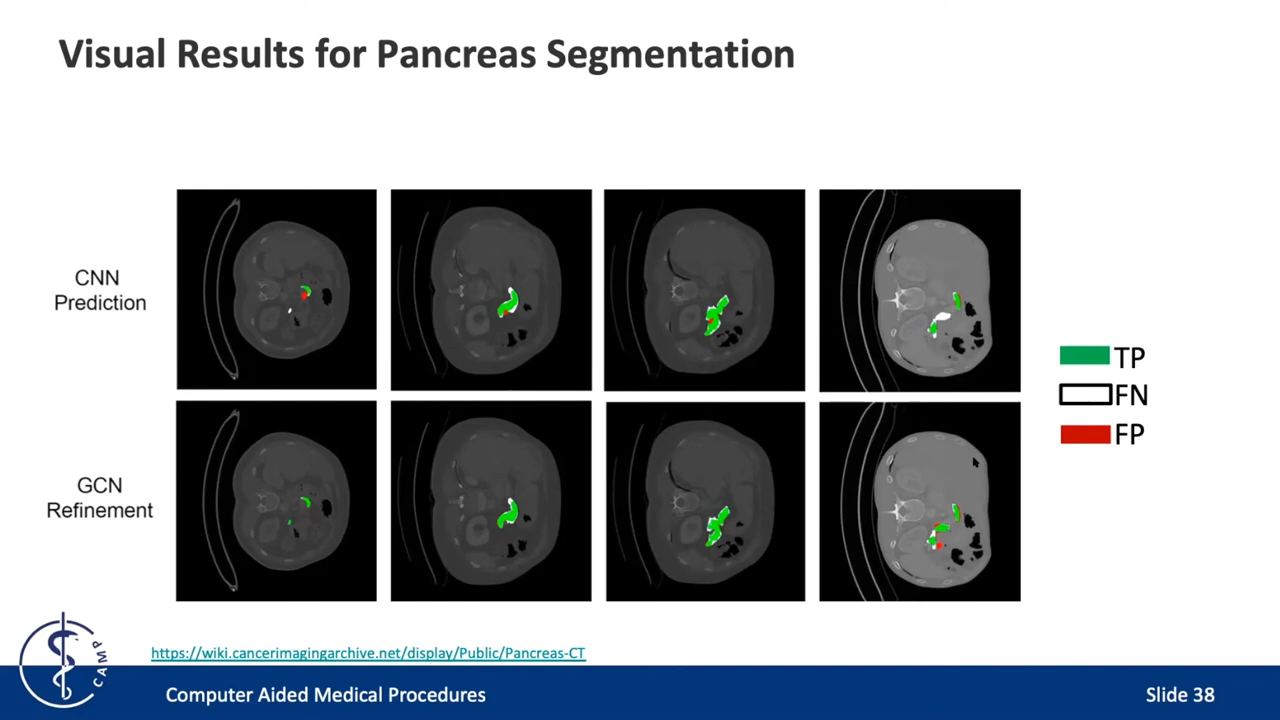 Visual Results for Pancreas Segmentation
CNN
Prediction
GCN
Refinement
TP
FN
FP
CAMP
https://wiki.cancerimagingarchive.net/display/Public/Pancreas-CT
Computer Aided Medical Procedures
Slide 38